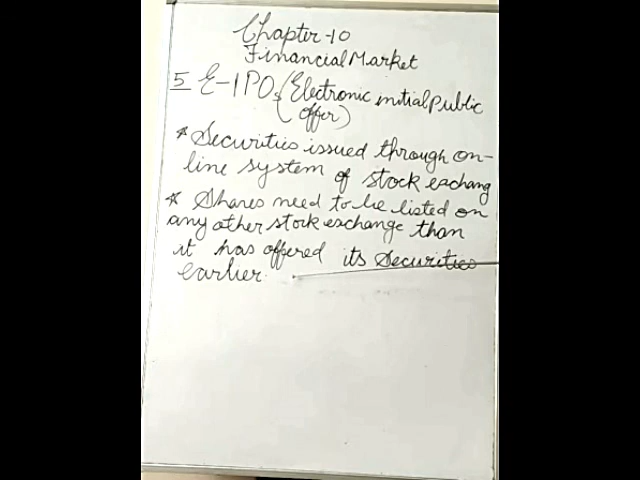 Chapter-10
Financial Market
5 E-IPOs (Electronic initial Public
offer)
* Securities issued through on-
line system of stock exchang
* Shares need to be listed on
any other stock exchange than
it has offered its Securities
earlier.